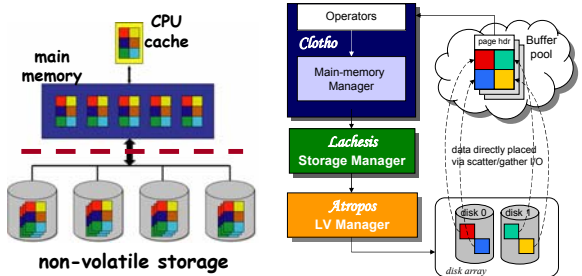 CPU
cache
main
memory
non-volatile storage
Operators
Clotho
Main-memory
Manager
Lachesis
Storage Manager
Atropos
LV Manager
page hdr
Buffer
pool
data directly placed
via scatter/gather I/O
disk 0
disk 1
disk array